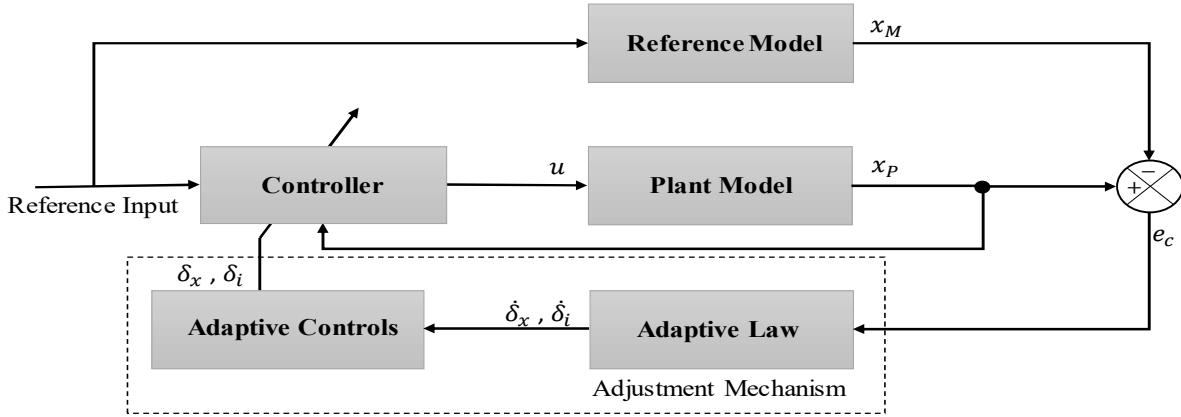 Reference Model
x_M
Controller
u
Plant Model
x_P
−
+
Reference Input
e_c
δ_x , δ_i
Adaptive Controls
δ̇_x , δ̇_i
Adaptive Law
Adjustment Mechanism